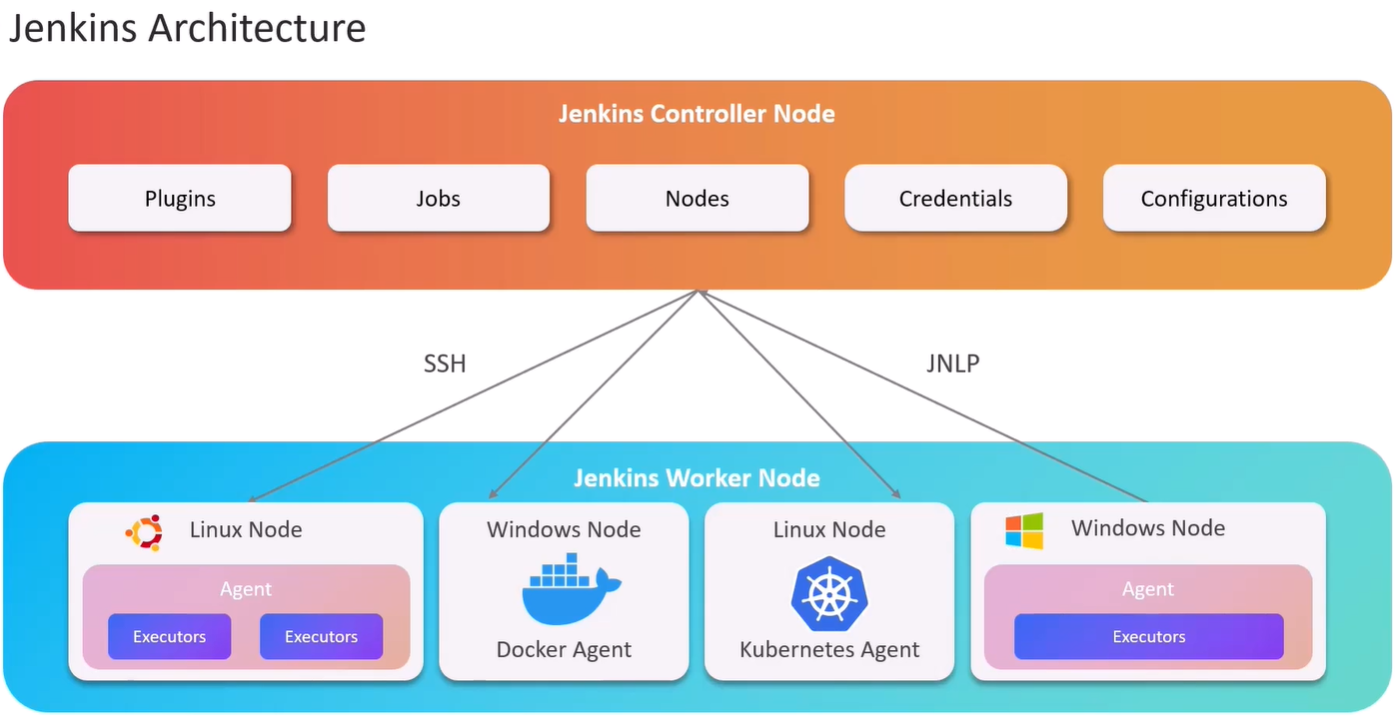 Jenkins Architecture
Jenkins Controller Node
Plugins
Jobs
Nodes
Credentials
Configurations
SSH
JNLP
Jenkins Worker Node
Linux Node
Agent
Executors
Executors
Windows Node
Docker Agent
Linux Node
Kubernetes Agent
Windows Node
Agent
Executors